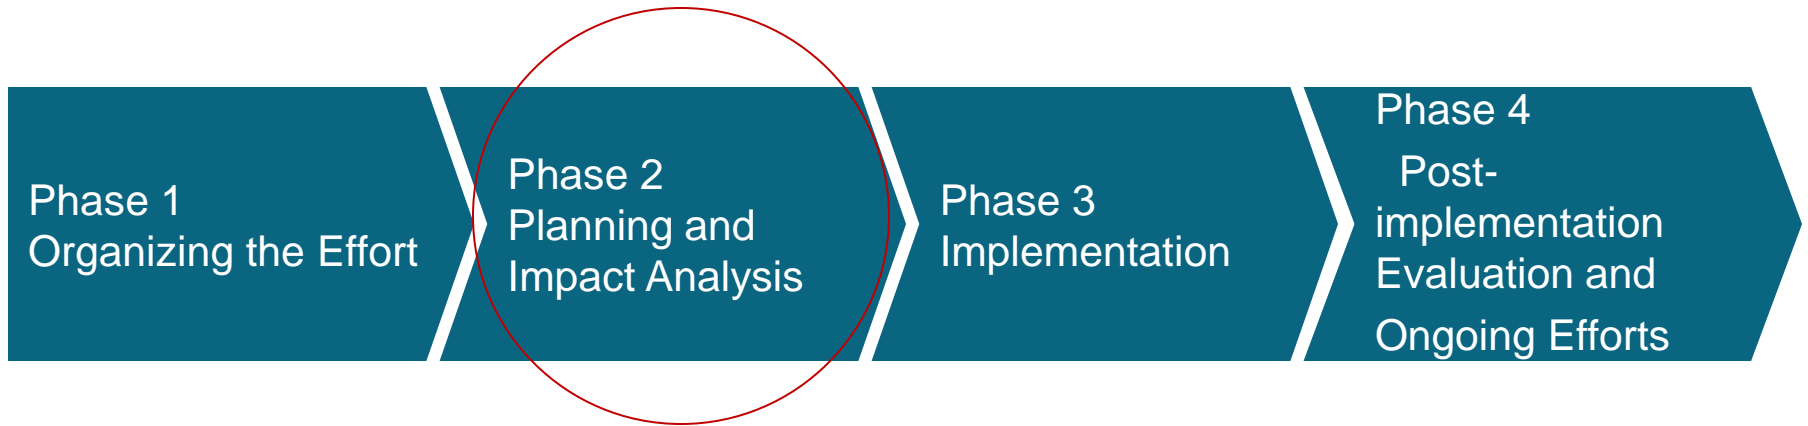 Phase 1
Organizing the Effort
Phase 2
Planning and
Impact Analysis
Phase 3
Implementation
Phase 4
Post-
implementation
Evaluation and
Ongoing Efforts